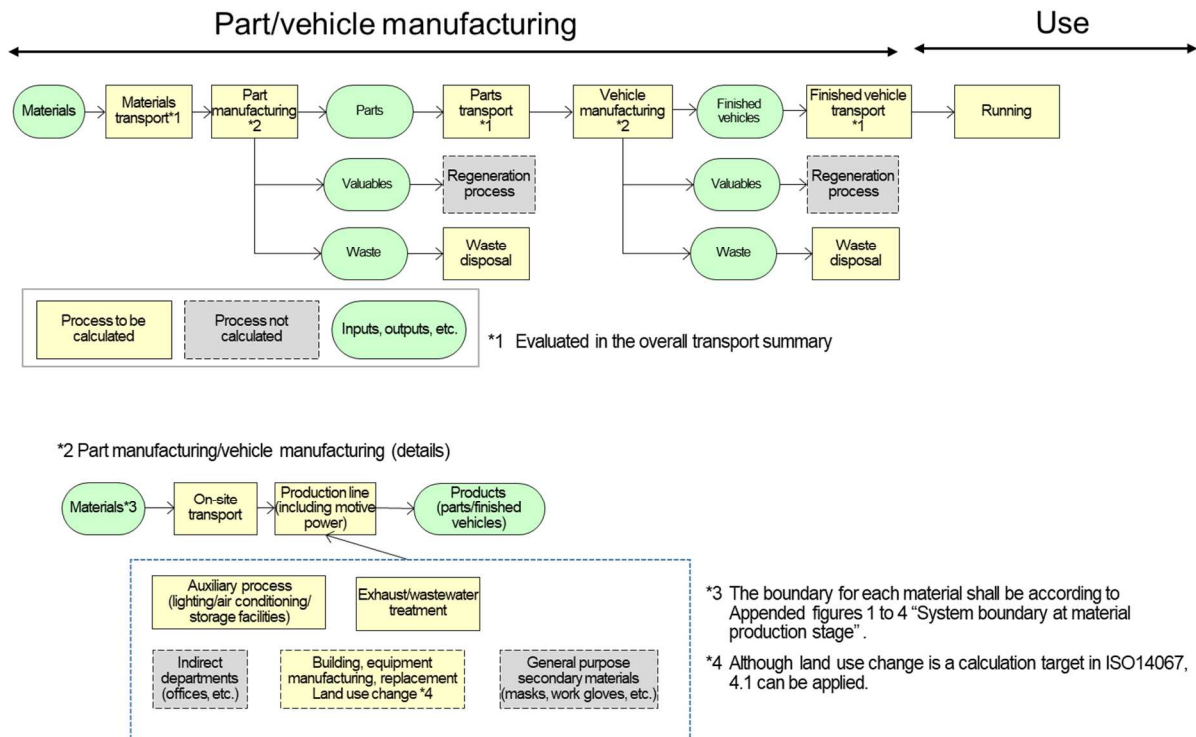 Part/vehicle manufacturing
Use
Materials
Materials
transport*1
Part
manufacturing
*2
Parts
Parts
transport
*1
Vehicle
manufacturing
*2
Finished
vehicles
Finished vehicle
transport
*1
Running
Valuables
Regeneration
process
Valuables
Regeneration
process
Waste
Waste
disposal
Waste
Waste
disposal
Process to be
calculated
Process not
calculated
Inputs, outputs, etc.
*1 Evaluated in the overall transport summary
*2 Part manufacturing/vehicle manufacturing (details)
Materials*3
On-site
transport
Production line
(including motive
power)
Products
(parts/finished
vehicles)
Auxiliary process
(lighting/air conditioning/
storage facilities)
Exhaust/wastewater
treatment
Indirect
departments
(offices, etc.)
Building, equipment
manufacturing, replacement
Land use change *4
General purpose
secondary materials
(masks, work gloves, etc.)
*3 The boundary for each material shall be according to
Appended figures 1 to 4 “System boundary at material
production stage” .
*4 Although land use change is a calculation target in ISO14067,
4.1 can be applied.